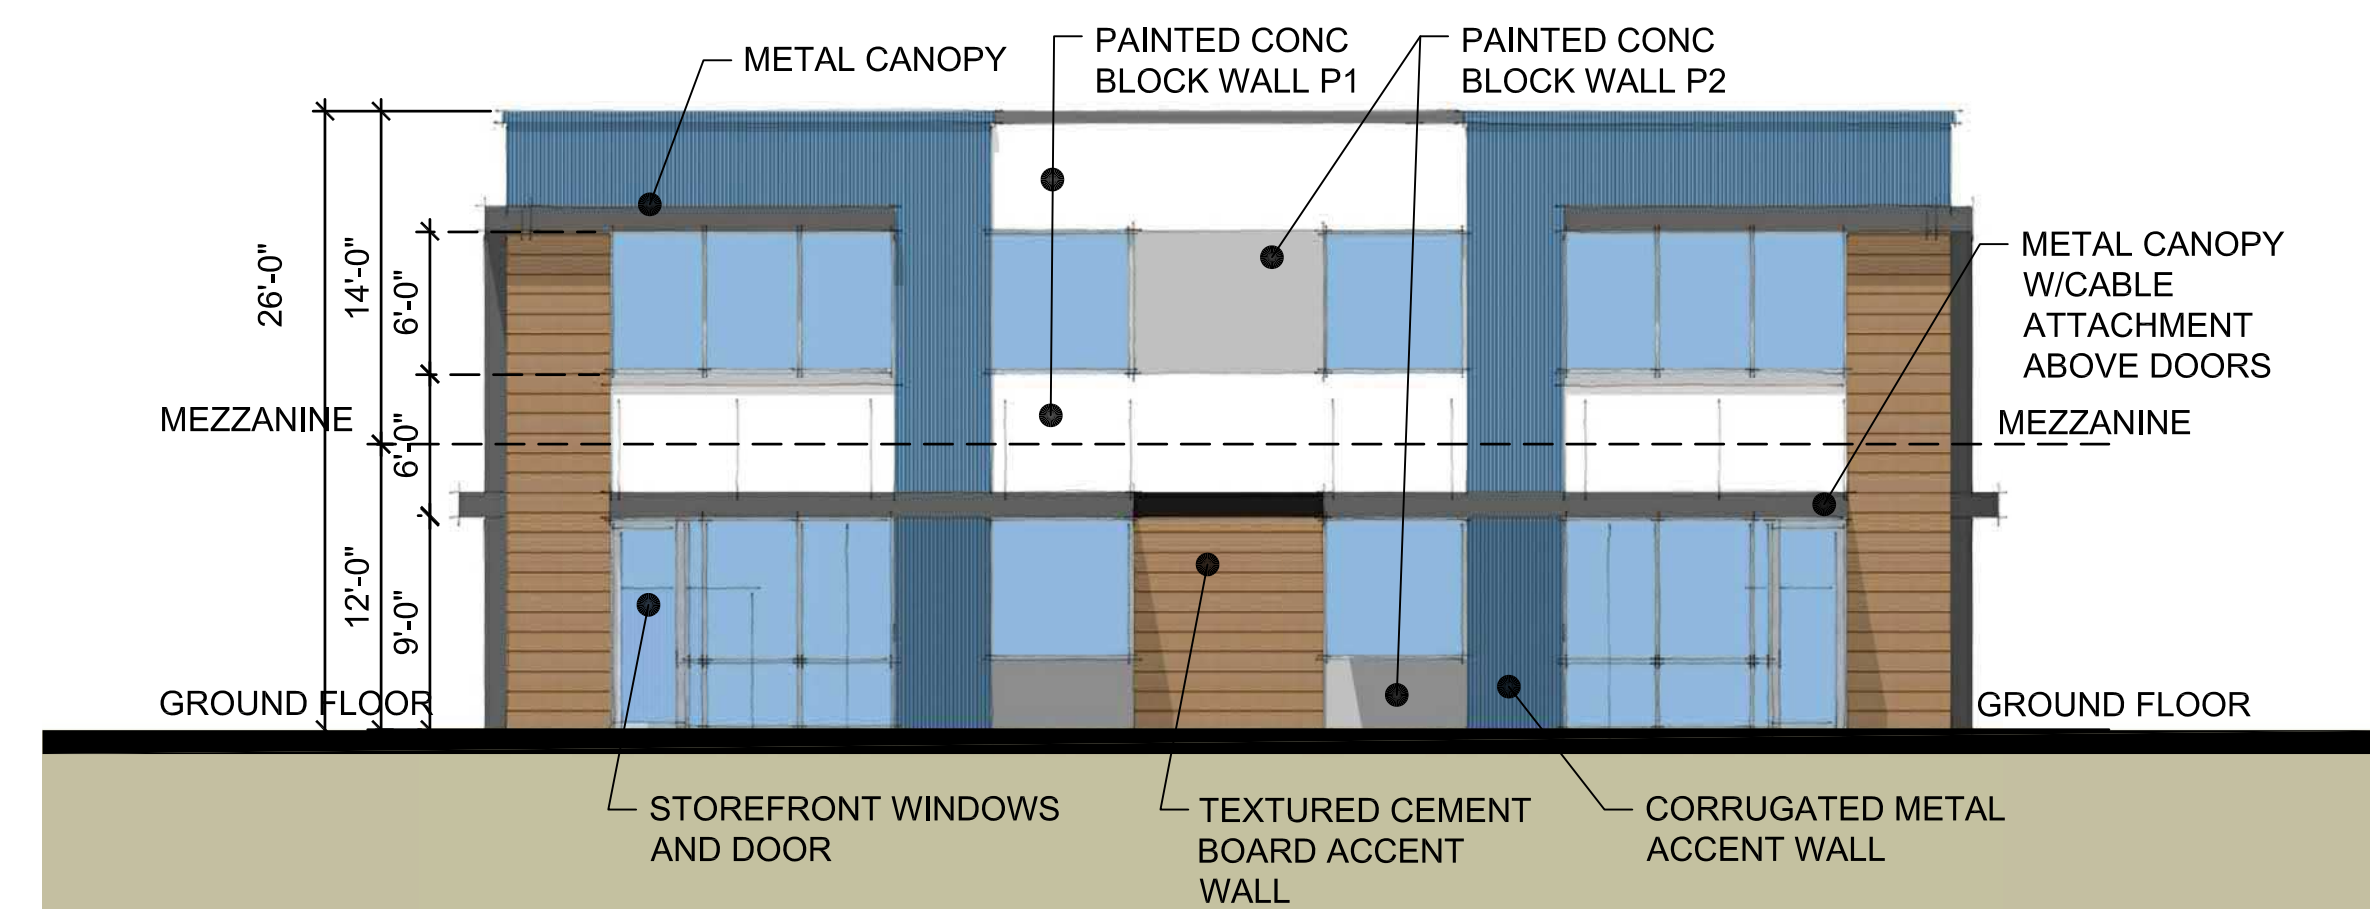 METAL CANOPY
PAINTED CONC
BLOCK WALL P1
PAINTED CONC
BLOCK WALL P2
26'-0"
14'-0"
6'-0"
METAL CANOPY
W/CABLE
ATTACHMENT
ABOVE DOORS
MEZZANINE
6'-0"
MEZZANINE
12'-0"
9'-0"
GROUND FLOOR
GROUND FLOOR
STOREFRONT WINDOWS
AND DOOR
TEXTURED CEMENT
BOARD ACCENT
WALL
CORRUGATED METAL
ACCENT WALL